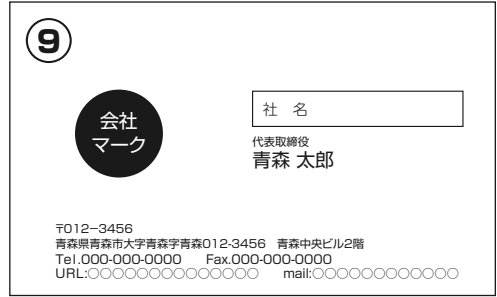 ⑨
会社
マーク
社　名
代表取締役
青森 太郎
〒012−3456
青森県青森市大字青森字青森012-3456　青森中央ビル2階
Tel.000-000-0000　Fax.000-000-0000
URL:○○○○○○○○○○○○○○　mail:○○○○○○○○○○○○